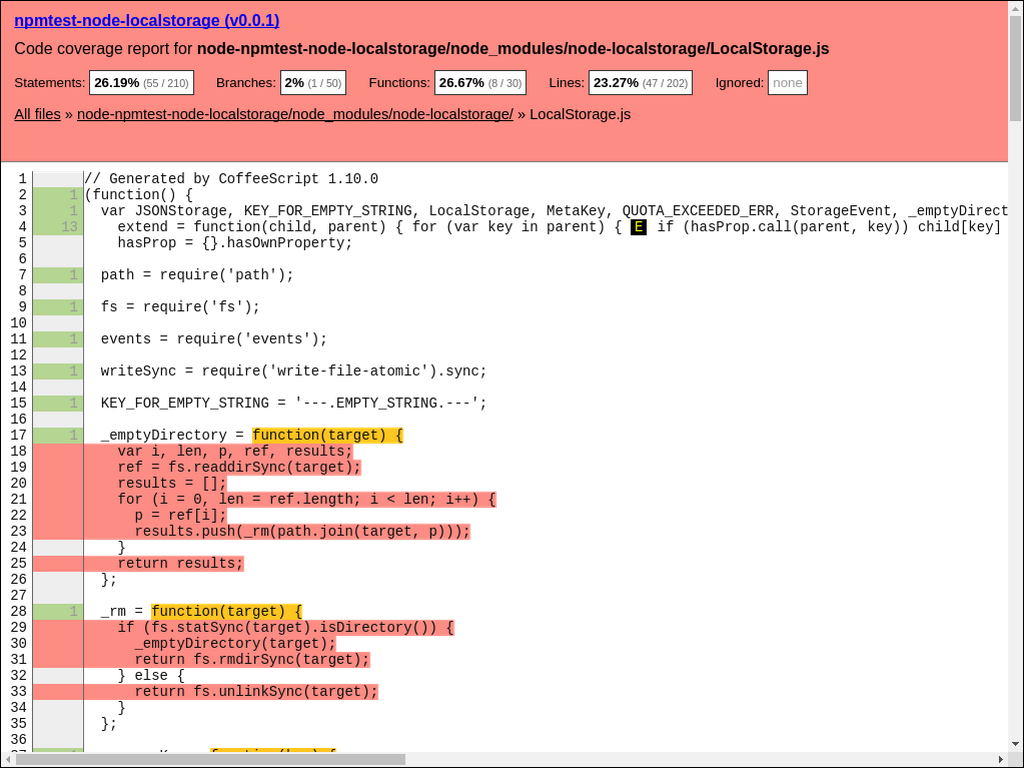 npmtest-node-localstorage (v0.0.1)
Code coverage report for node-npmtest-node-localstorage/node_modules/node-localstorage/LocalStorage.js
Statements: 26.19% (55 / 210) Branches: 2% (1 / 50) Functions: 26.67% (8 / 30) Lines: 23.27% (47 / 202) Ignored: none
All files » node-npmtest-node-localstorage/node_modules/node-localstorage/ » LocalStorage.js
1 // Generated by CoffeeScript 1.10.0
2 1 (function() {
3 1 var JSONStorage, KEY_FOR_EMPTY_STRING, LocalStorage, MetaKey, QUOTA_EXCEEDED_ERR, StorageEvent, _emptyDirect
4 13 extend = function(child, parent) { for (var key in parent) { E if (hasProp.call(parent, key)) child[key]
5 hasProp = {}.hasOwnProperty;
6
7 1 path = require('path');
8
9 1 fs = require('fs');
10
11 1 events = require('events');
12
13 1 writeSync = require('write-file-atomic').sync;
14
15 1 KEY_FOR_EMPTY_STRING = '---.EMPTY_STRING.---';
16
17 1 _emptyDirectory = function(target) {
18 var i, len, p, ref, results;
19 ref = fs.readdirSync(target);
20 results = [];
21 for (i = 0, len = ref.length; i < len; i++) {
22 p = ref[i];
23 results.push(_rm(path.join(target, p)));
24 }
25 return results;
26 };
27
28 1 _rm = function(target) {
29 if (fs.statSync(target).isDirectory()) {
30 _emptyDirectory(target);
31 return fs.rmdirSync(target);
32 } else {
33 return fs.unlinkSync(target);
34 }
35 };
36